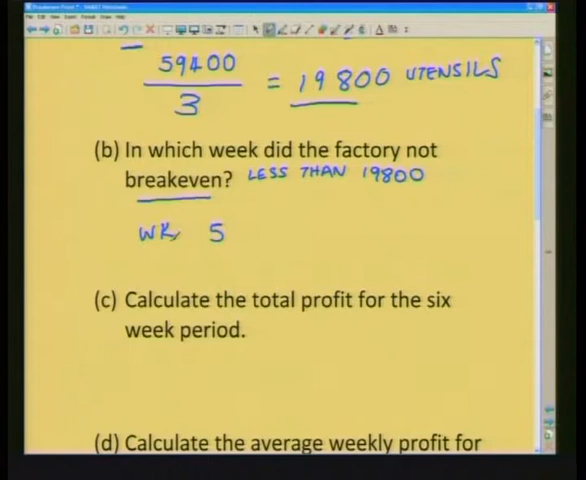 59400
3
= 19800 UTENSILS
(b) In which week did the factory not
breakeven? LESS THAN 19800
WK 5
(c) Calculate the total profit for the six
week period.
(d) Calculate the average weekly profit for